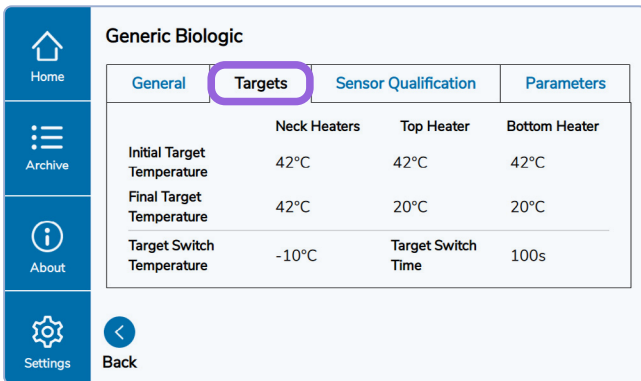 Generic Biologic
Home
General Targets Sensor Qualification Parameters
Neck Heaters Top Heater Bottom Heater
Initial Target
Temperature 42°C 42°C 42°C
Final Target
Temperature 42°C 20°C 20°C
Target Switch
Temperature -10°C Target Switch
Time 100s
Archive
About
Settings
Back